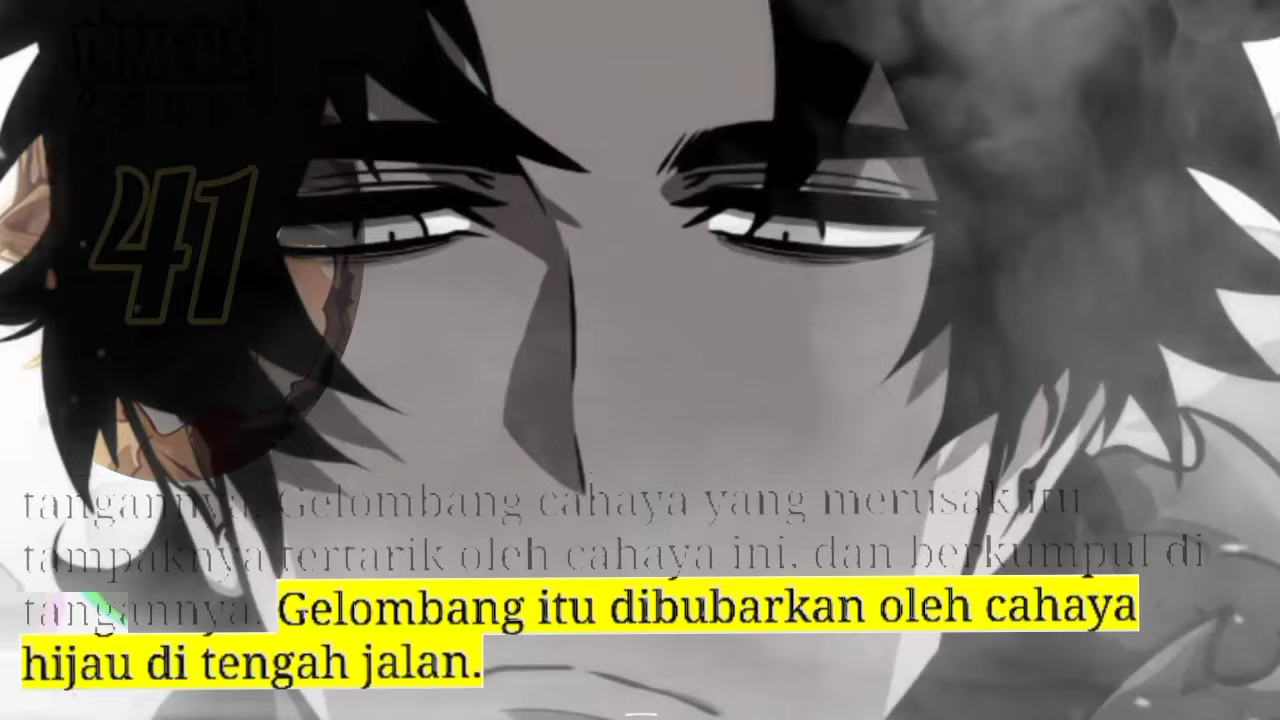 41
tangannya. Gelombang cahaya yang merusak itu
tampaknya tertarik oleh cahaya ini, dan berkumpul di
tangannya. Gelombang itu dibubarkan oleh cahaya
hijau di tengah jalan.